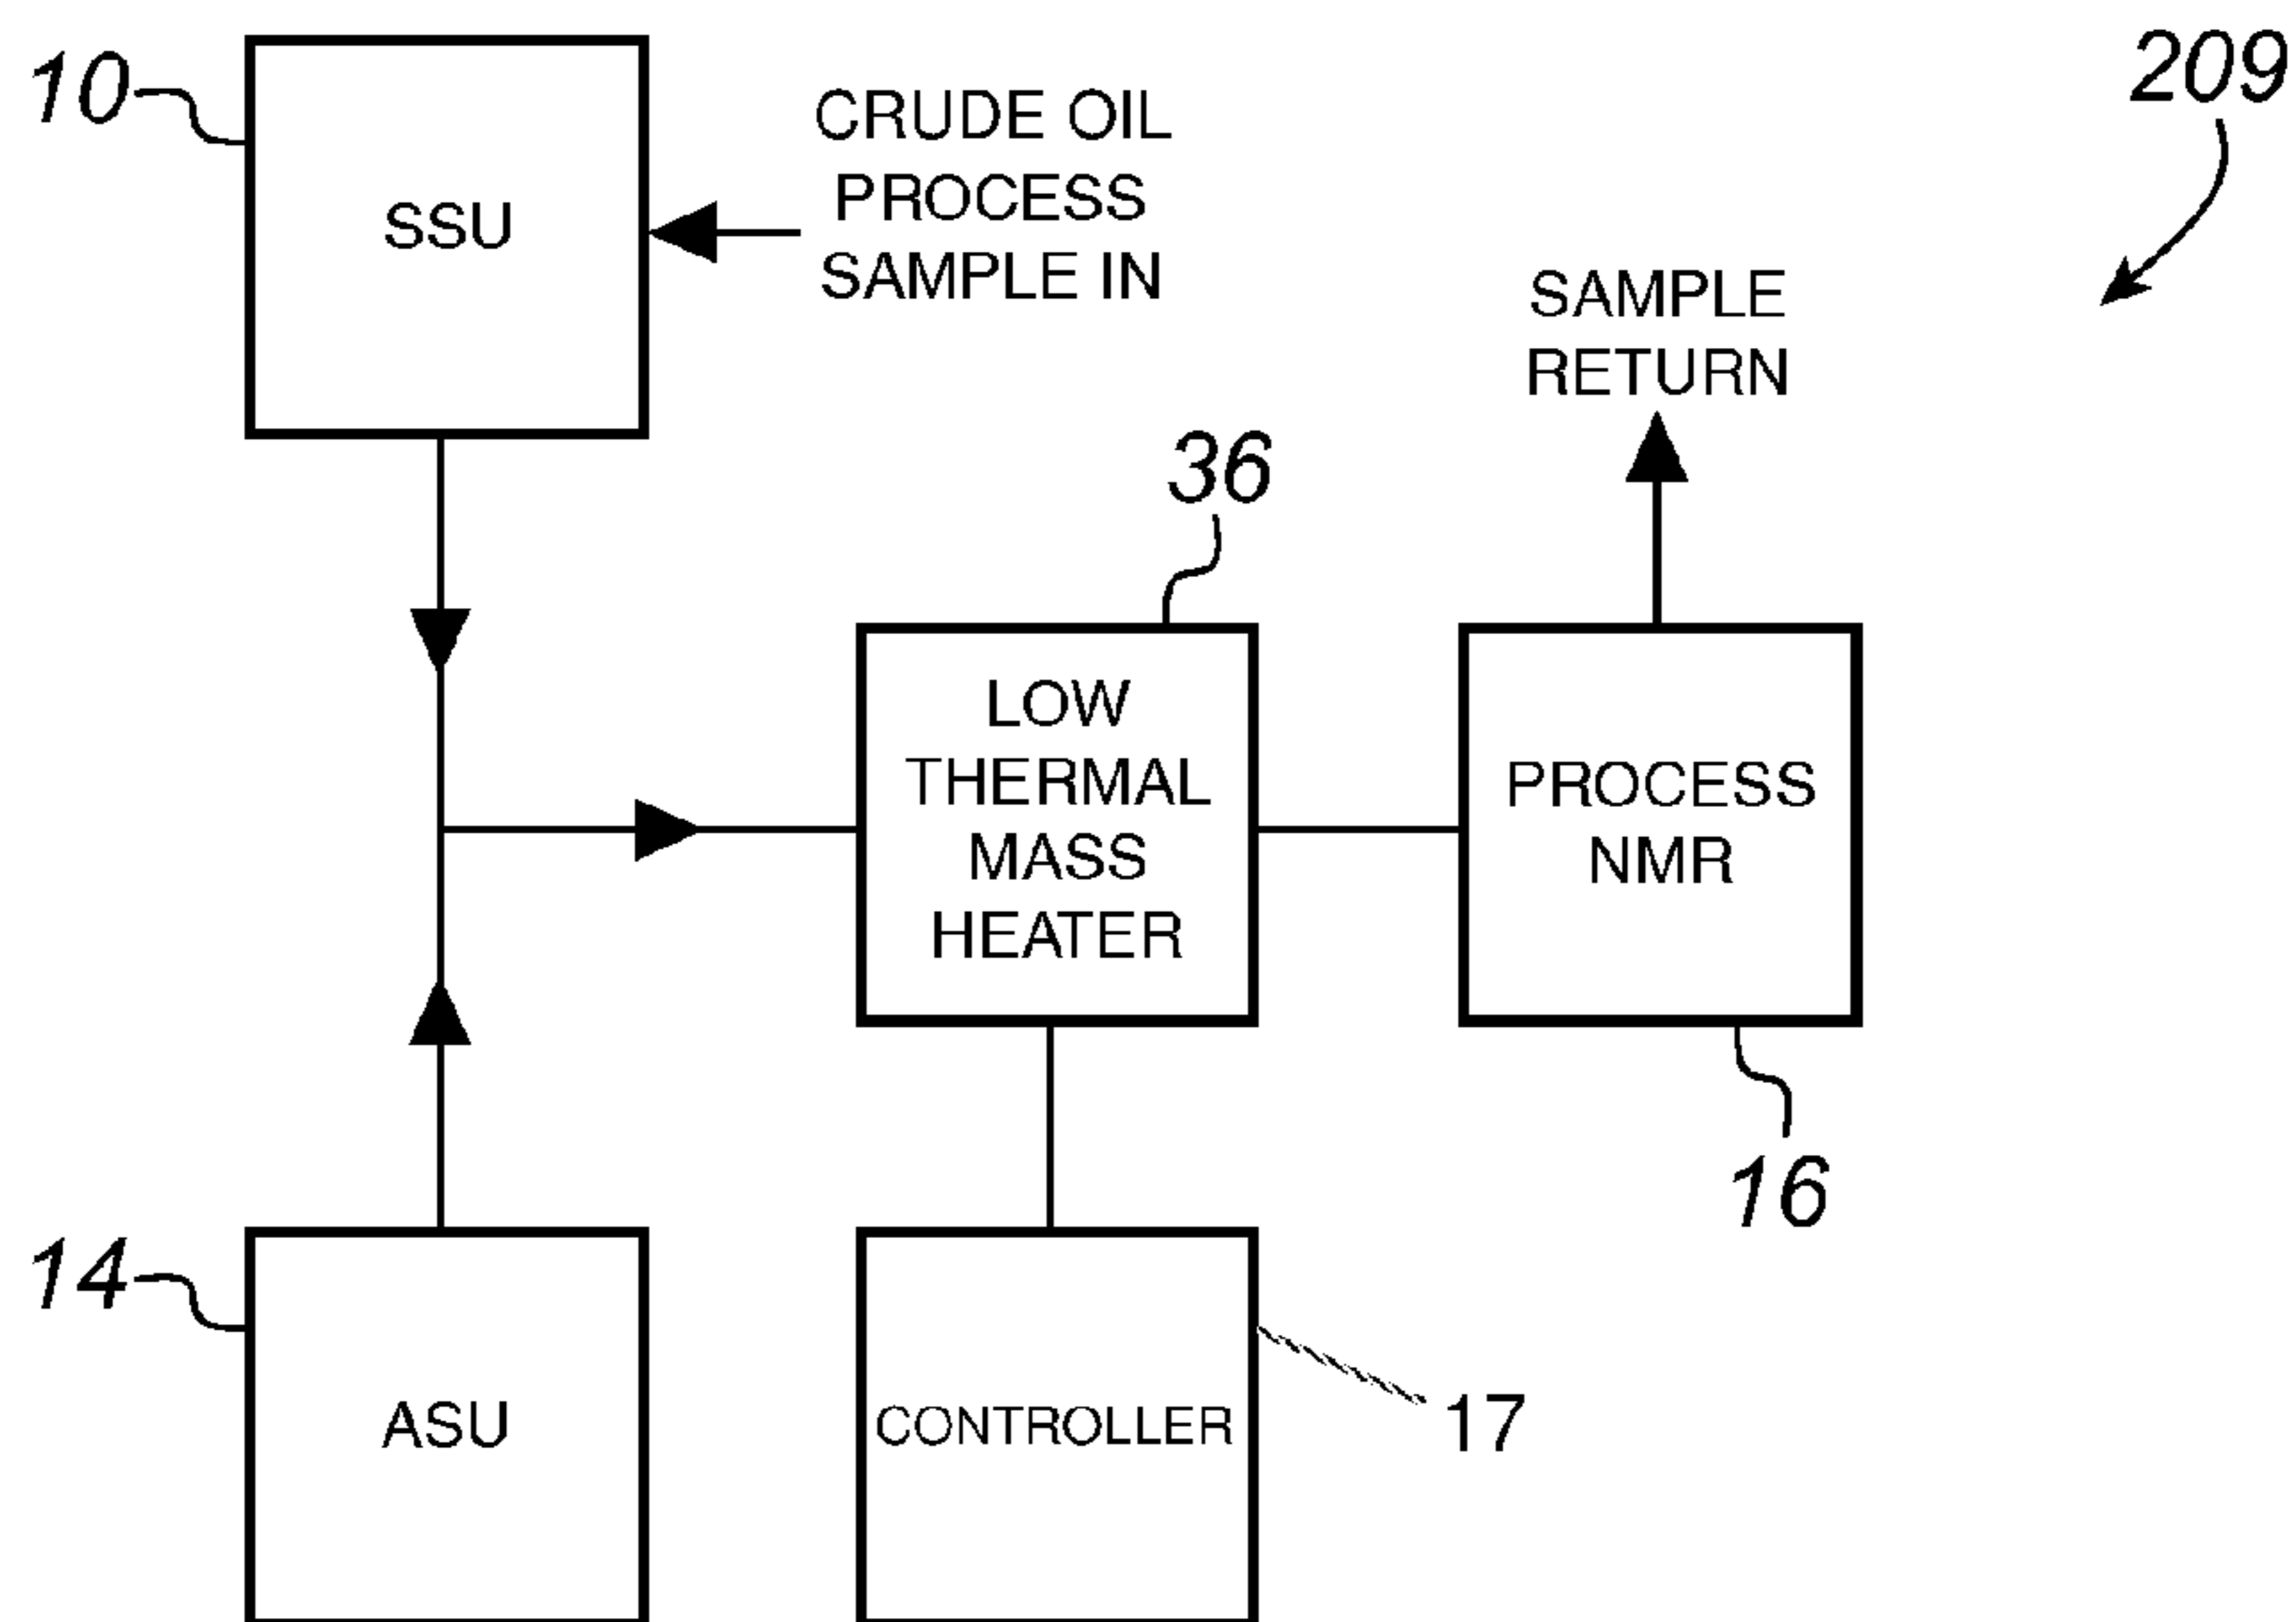 10
SSU
CRUDE OIL
PROCESS
SAMPLE IN
209
SAMPLE
RETURN
36
LOW
THERMAL
MASS
HEATER
PROCESS
NMR
16
14
ASU
CONTROLLER
17